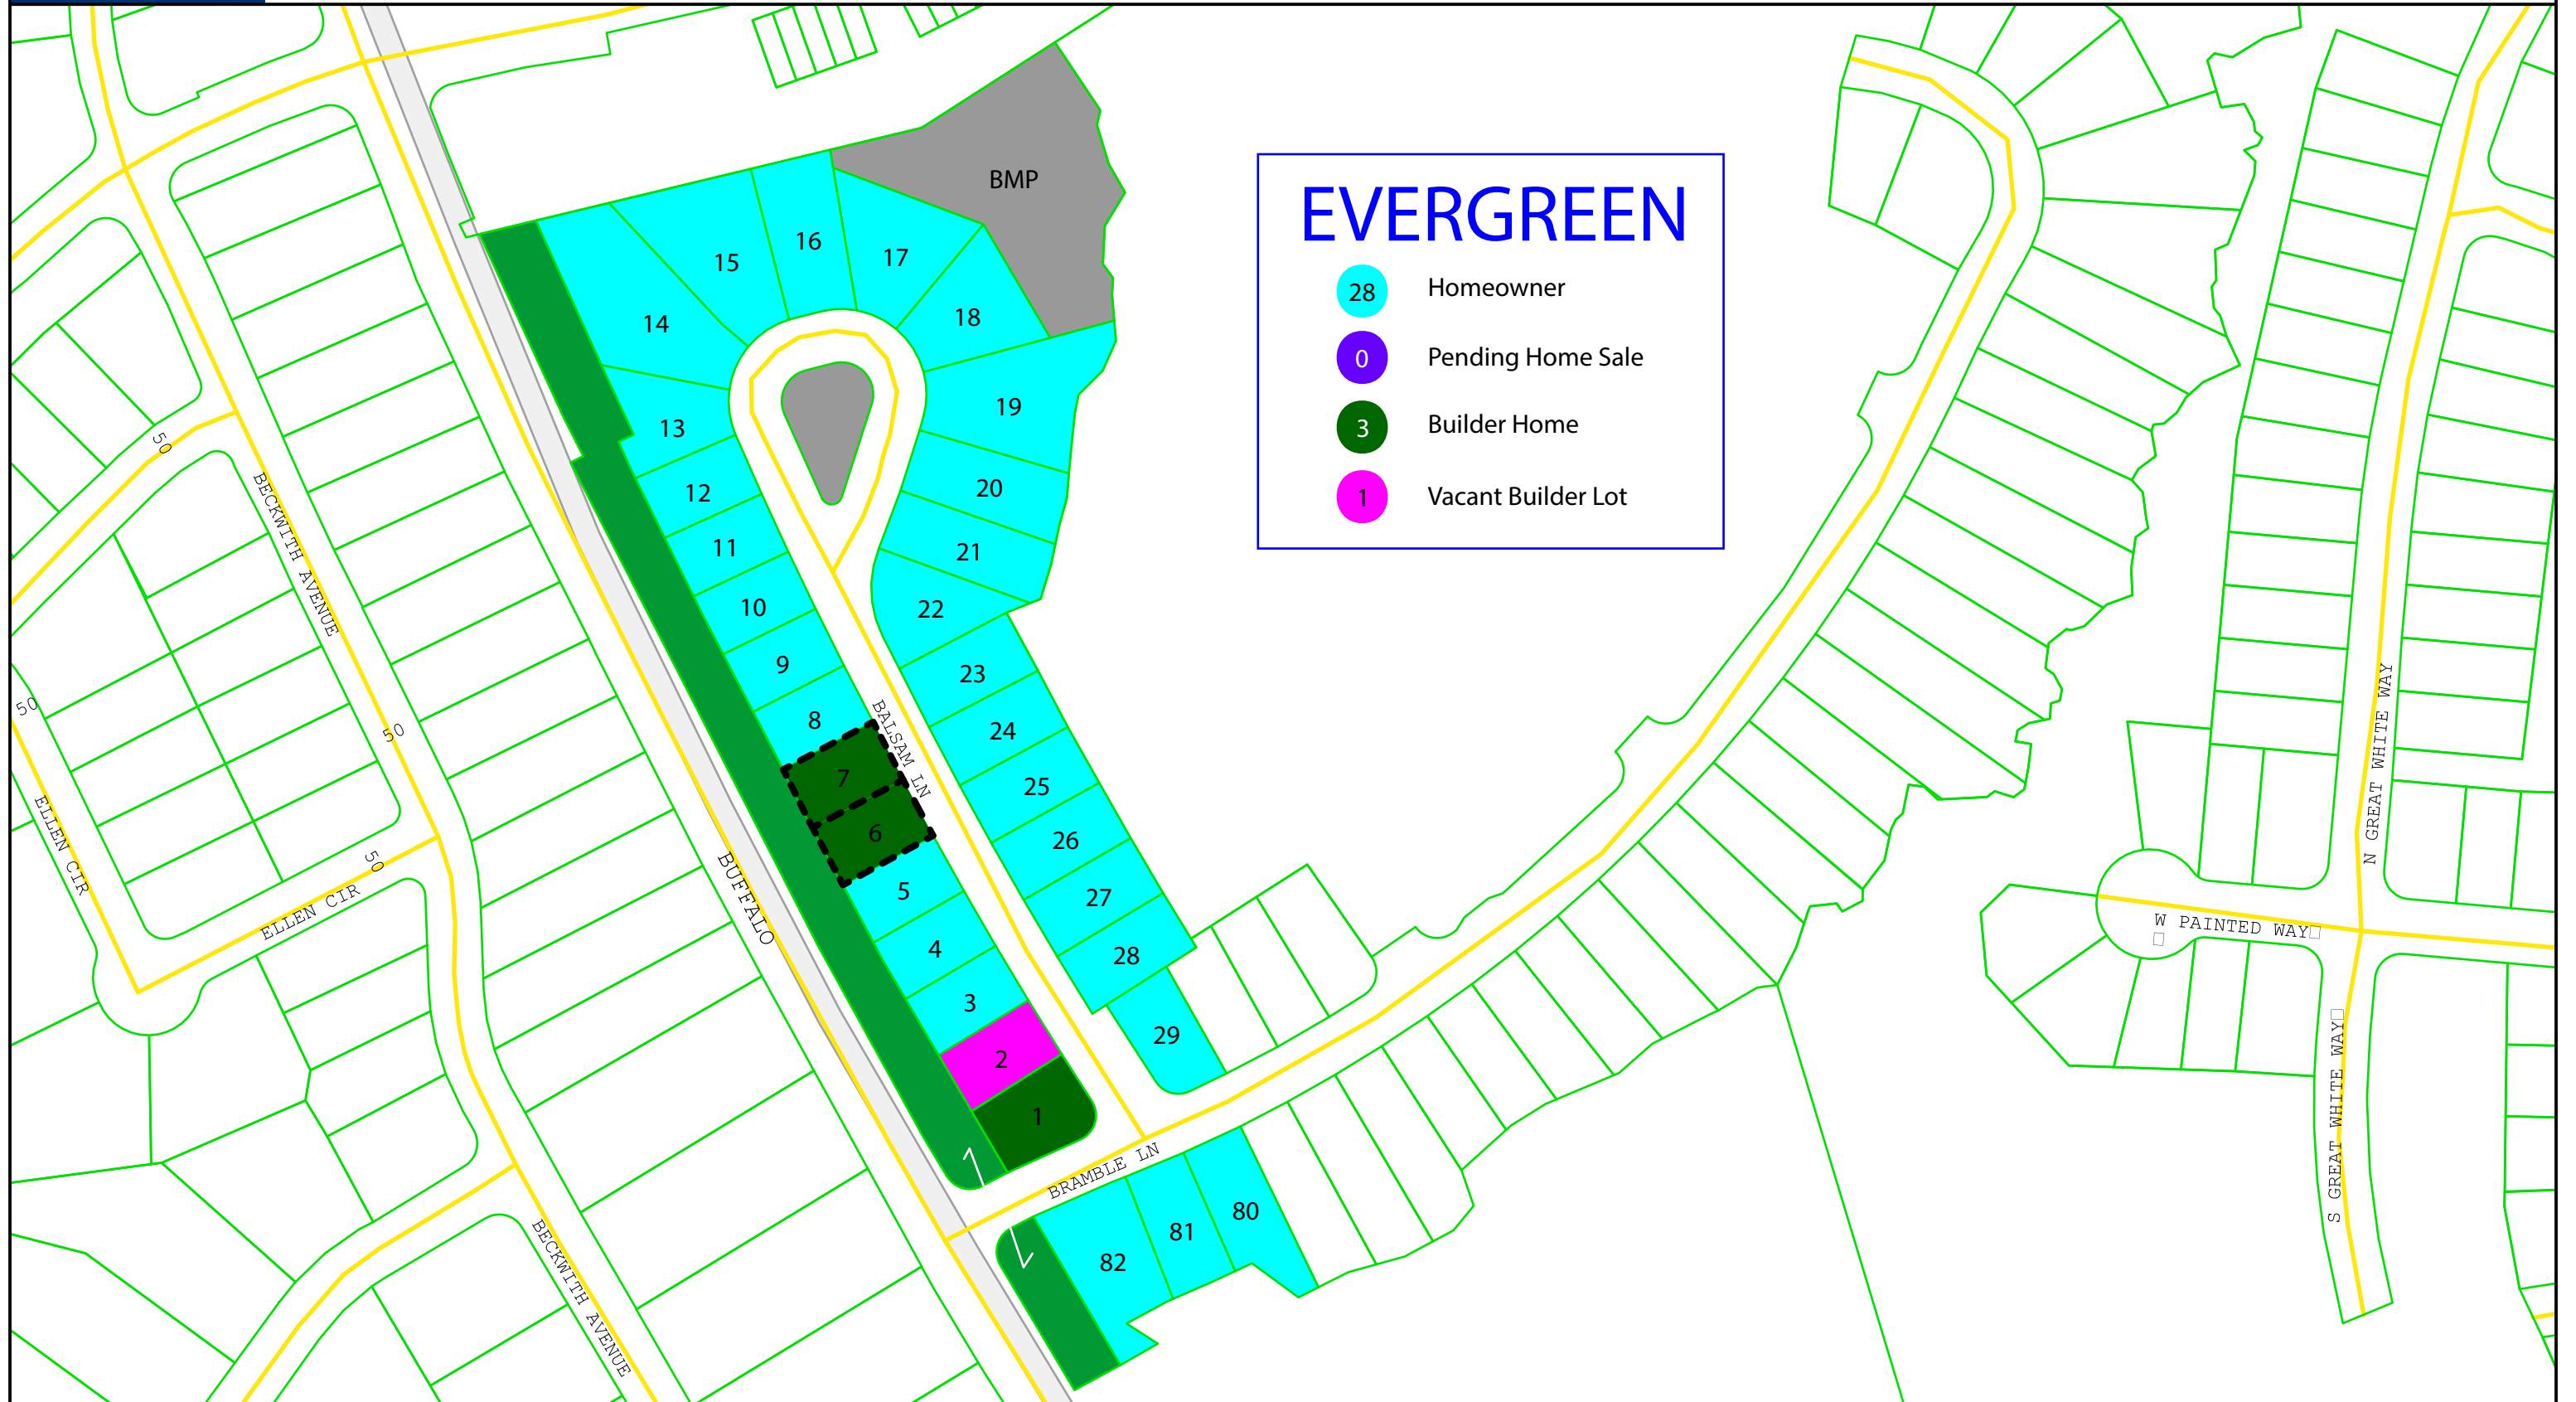 BMP
EVERGREEN
28 Homeowner
0 Pending Home Sale
3 Builder Home
1 Vacant Builder Lot
16
17
15
18
14
19
13
20
12
11
21
10
22
9
23
8
24
7
25
6
26
5
27
4
28
3
29
2
1
80
81
82
50
50
50
50
BECKWITH AVENUE
BALSAM LN
ELLEN CIR
ELLEN CIR
BUFFALO
BRAMBLE LN
BECKWITH AVENUE
N GREAT WHITE WAY
W PAINTED WAY
S GREAT WHITE WAY